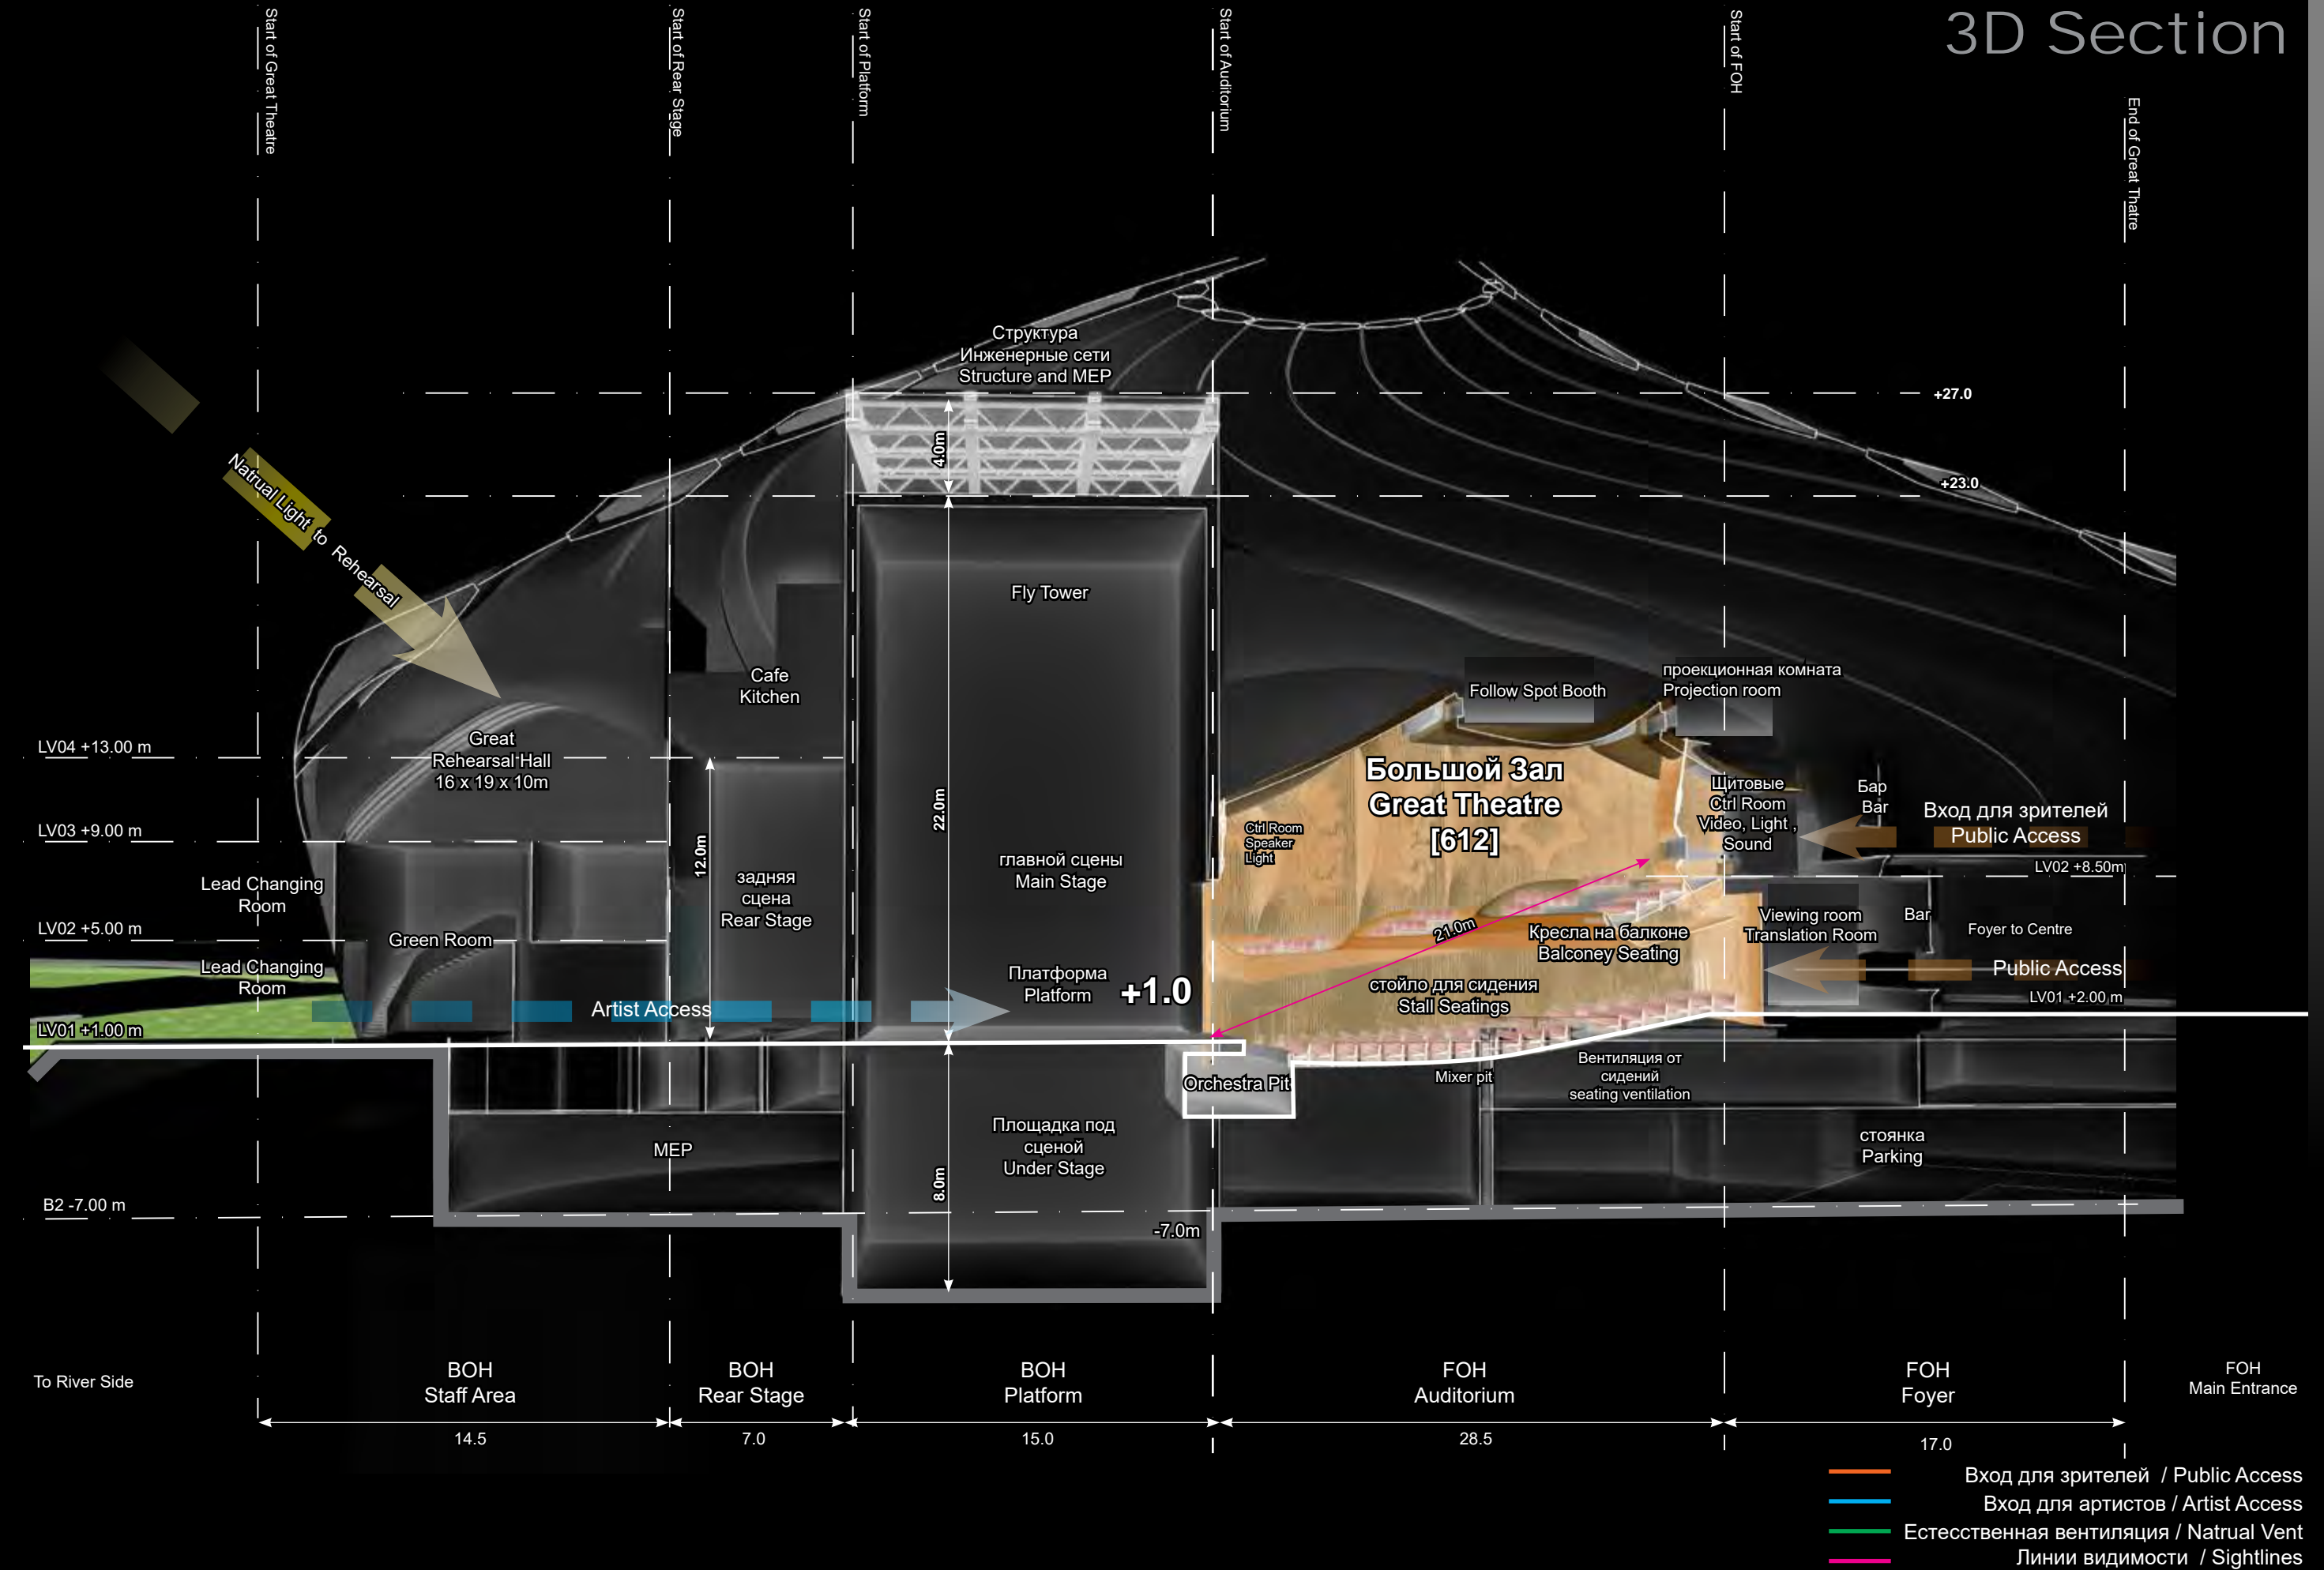 3D Section
Start of Great Theatre
Start of Rear Stage
Start of Platform
Start of Auditorium
Start of FOH
End of Great Thatre
Структура
Инженерные сети
Structure and MEP
+27.0
4.0m
+23.0
Natrual Light to Rehearsal
Fly Tower
Cafe
Kitchen
Follow Spot Booth
проекционная комната
Projection room
LV04 +13.00 m
Great
Rehearsal Hall
16 x 19 x 10m
Большой Зал
Great Theatre
[612]
Щитовые
Ctrl Room
Video, Light ,
Sound
Бар
Bar
Вход для зрителей
Public Access
22.0m
12.0m
LV03 +9.00 m
Ctrl Room
Speaker
Light
главной сцены
Main Stage
LV02 +8.50m
задняя
сцена
Rear Stage
Lead Changing
Room
LV02 +5.00 m
Green Room
21.0m
Кресла на балконе
Balconey Seating
Viewing room
Translation Room
Bar
Foyer to Centre
Lead Changing
Room
Платформа
Platform
+1.0
стойло для сидения
Stall Seatings
Public Access
LV01 +2.00 m
Artist Access
LV01 +1.00 m
Orchestra Pit
Mixer pit
Вентиляция от
сидений
seating ventilation
MEP
Площадка под
сценой
Under Stage
8.0m
стоянка
Parking
B2 -7.00 m
-7.0m
To River Side
BOH
Staff Area
BOH
Rear Stage
BOH
Platform
FOH
Auditorium
FOH
Foyer
FOH
Main Entrance
14.5
7.0
15.0
28.5
17.0
Вход для зрителей / Public Access
Вход для артистов / Artist Access
Естесственная вентиляция / Natrual Vent
Линии видимости / Sightlines